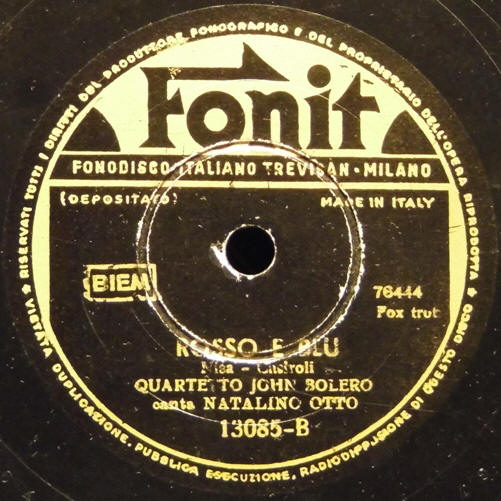 ★ RISERVATI TUTTI I DIRITTI DEL PRODUTTORE FONOGRAFICO E DEL PROPRIETARIO DELL'OPERA RIPRODOTTA ★
Fonit
FONODISCO ITALIANO TREVISAN · MILANO
(DEPOSITATO) MADE IN ITALY
BIEM
76444
Fox trot
ROSSO E BLU
Nisa -
QUARTETTO JOHN BOLERO
canta NATALINO OTTO
13085-B
VIETATA DUPLICAZIONE, PUBBLICA ESECUZIONE, RADIODIFFUSIONE DI QUESTO DISCO